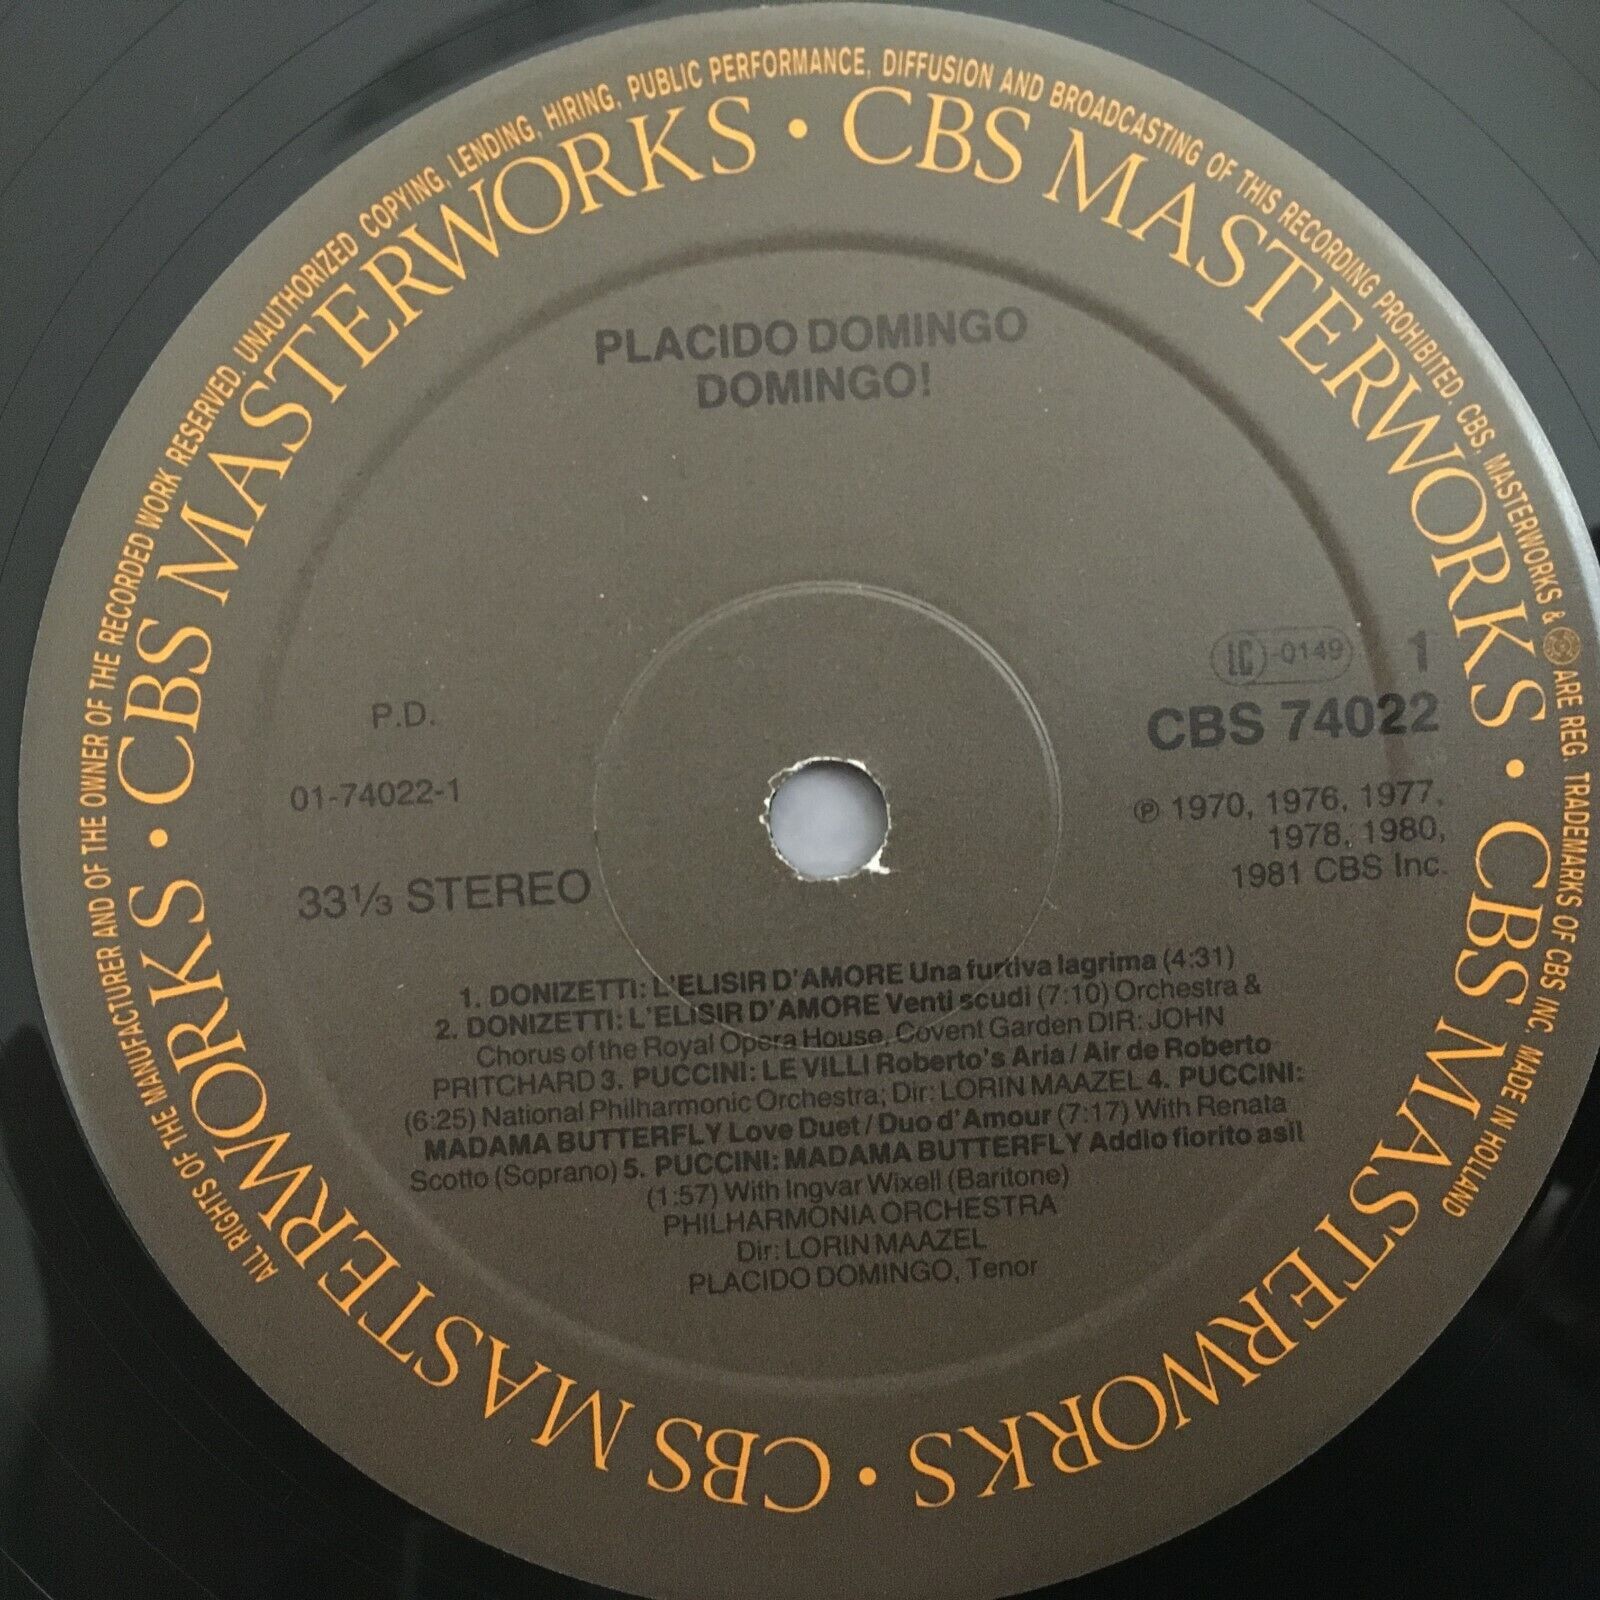 ALL RIGHTS OF THE MANUFACTURER AND OF THE OWNER OF THE RECORDED WORK RESERVED. UNAUTHORIZED COPYING, LENDING, HIRING, PUBLIC PERFORMANCE, DIFFUSION AND BROADCASTING OF THIS RECORDING PROHIBITED. CBS, MASTERWORKS & ARE REG. TRADEMARKS OF CBS INC. MADE IN HOLLAND
CBS MASTERWORKS · CBS MASTERWORKS · CBS MASTERWORKS · CBS MASTERWORKS ·
PLACIDO DOMINGO
DOMINGO!
LC-0149 1
P.D.
CBS 74022
01-74022-1
℗ 1970, 1976, 1977,
1978, 1980,
1981 CBS Inc.
33⅓ STEREO
1. DONIZETTI: L'ELISIR D'AMORE Una furtiva lagrima (4:31)
2. DONIZETTI: L'ELISIR D'AMORE Venti scudi (7:10) Orchestra &
Chorus of the Royal Opera House, Covent Garden DIR: JOHN
PRITCHARD 3. PUCCINI: LE VILLI Roberto's Aria / Air de Roberto
(6:25) National Philharmonic Orchestra; Dir: LORIN MAAZEL 4. PUCCINI:
MADAMA BUTTERFLY Love Duet / Duo d'Amour (7:17) With Renata
Scotto (Soprano) 5. PUCCINI: MADAMA BUTTERFLY Addio fiorito asil
(1:57) With Ingvar Wixell (Baritone)
PHILHARMONIA ORCHESTRA
Dir: LORIN MAAZEL
PLACIDO DOMINGO, Tenor